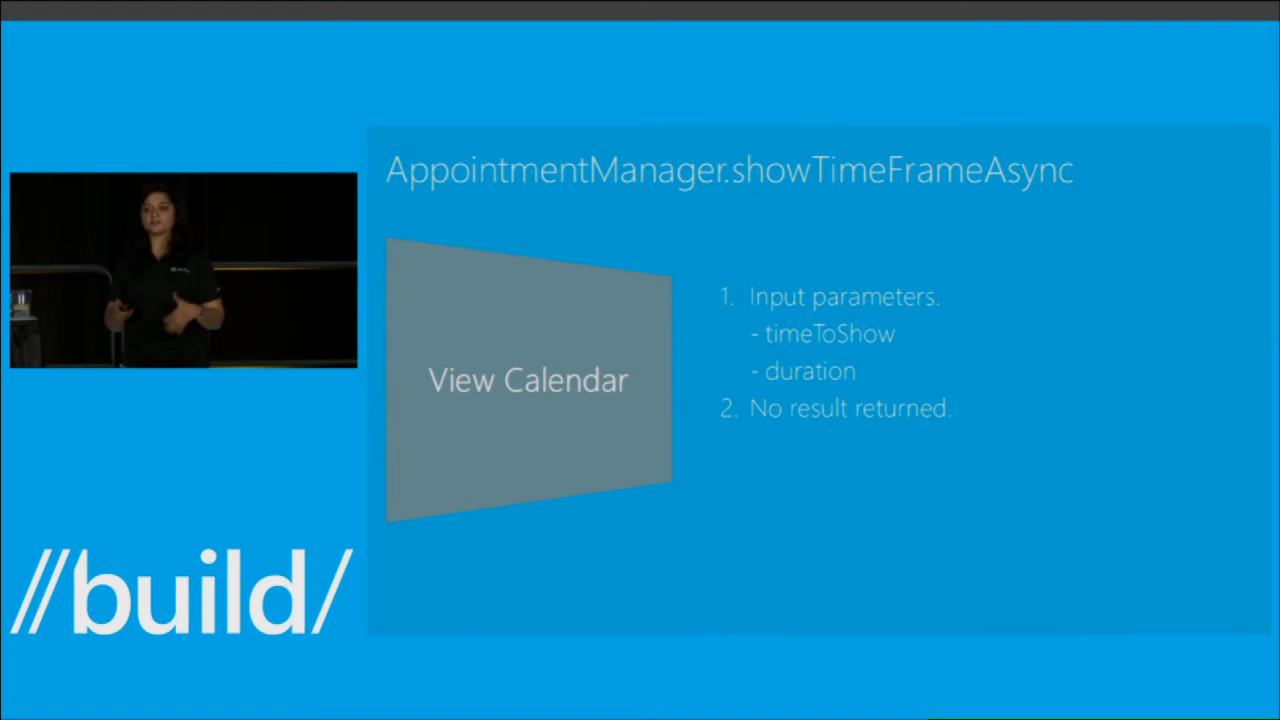 AppointmentManager.showTimeFrameAsync
View Calendar
1. Input parameters.
- timeToShow
- duration
2. No result returned.
//build/